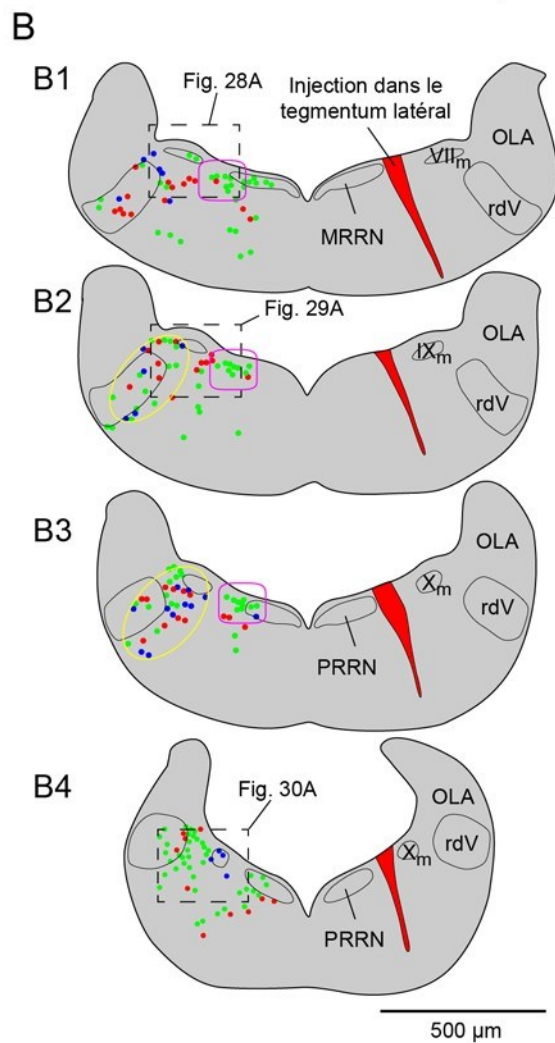 B
B1
Fig. 28A
Injection dans le
tegmentum latéral
VIIm
OLA
rdV
MRRN
B2
Fig. 29A
IXm
OLA
rdV
B3
OLA
Xm
rdV
PRRN
B4
Fig. 30A
OLA
Xm
rdV
PRRN
500 µm